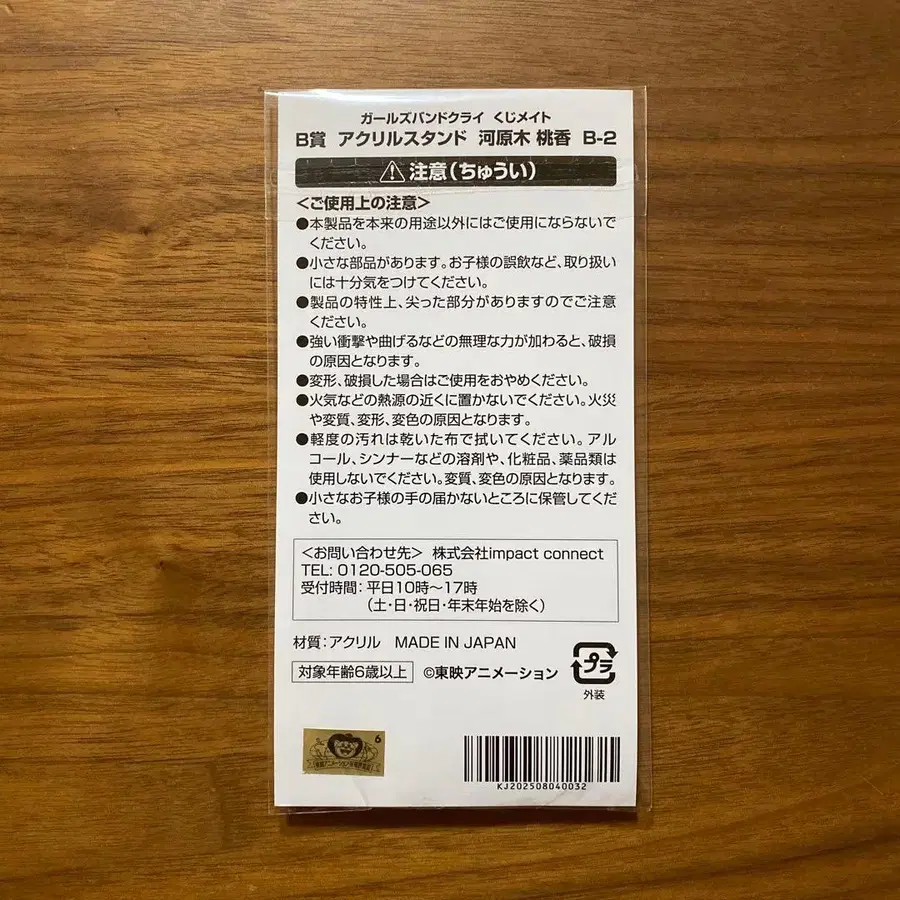 ガールズバンドクライ くじメイト
B賞 アクリルスタンド 河原木 桃香 B-2
注意(ちゅうい)
<ご使用上の注意>
●本製品を本来の用途以外にはご使用にならないで
ください。
●小さな部品があります。お子様の誤飲など、取り扱い
には十分気をつけてください。
●製品の特性上、尖った部分がありますのでご注意
ください。
●強い衝撃や曲げるなどの無理な力が加わると、破損
の原因となります。
●変形、破損した場合はご使用をおやめください。
●火気などの熱源の近くに置かないでください。火災
や変質、変形、変色の原因となります。
●軽度の汚れは乾いた布で拭いてください。アル
コール、シンナーなどの溶剤や、化粧品、薬品類は
使用しないでください。変質、変色の原因となります。
●小さなお子様の手の届かないところに保管してくだ
さい。
<お問い合わせ先> 株式会社impact connect
TEL: 0120-505-065
受付時間: 平日10時〜17時
(土・日・祝日・年末年始を除く)
材質:アクリル MADE IN JAPAN
対象年齢6歳以上 ©東映アニメーション
プラ
外装
6
KJ202508040032